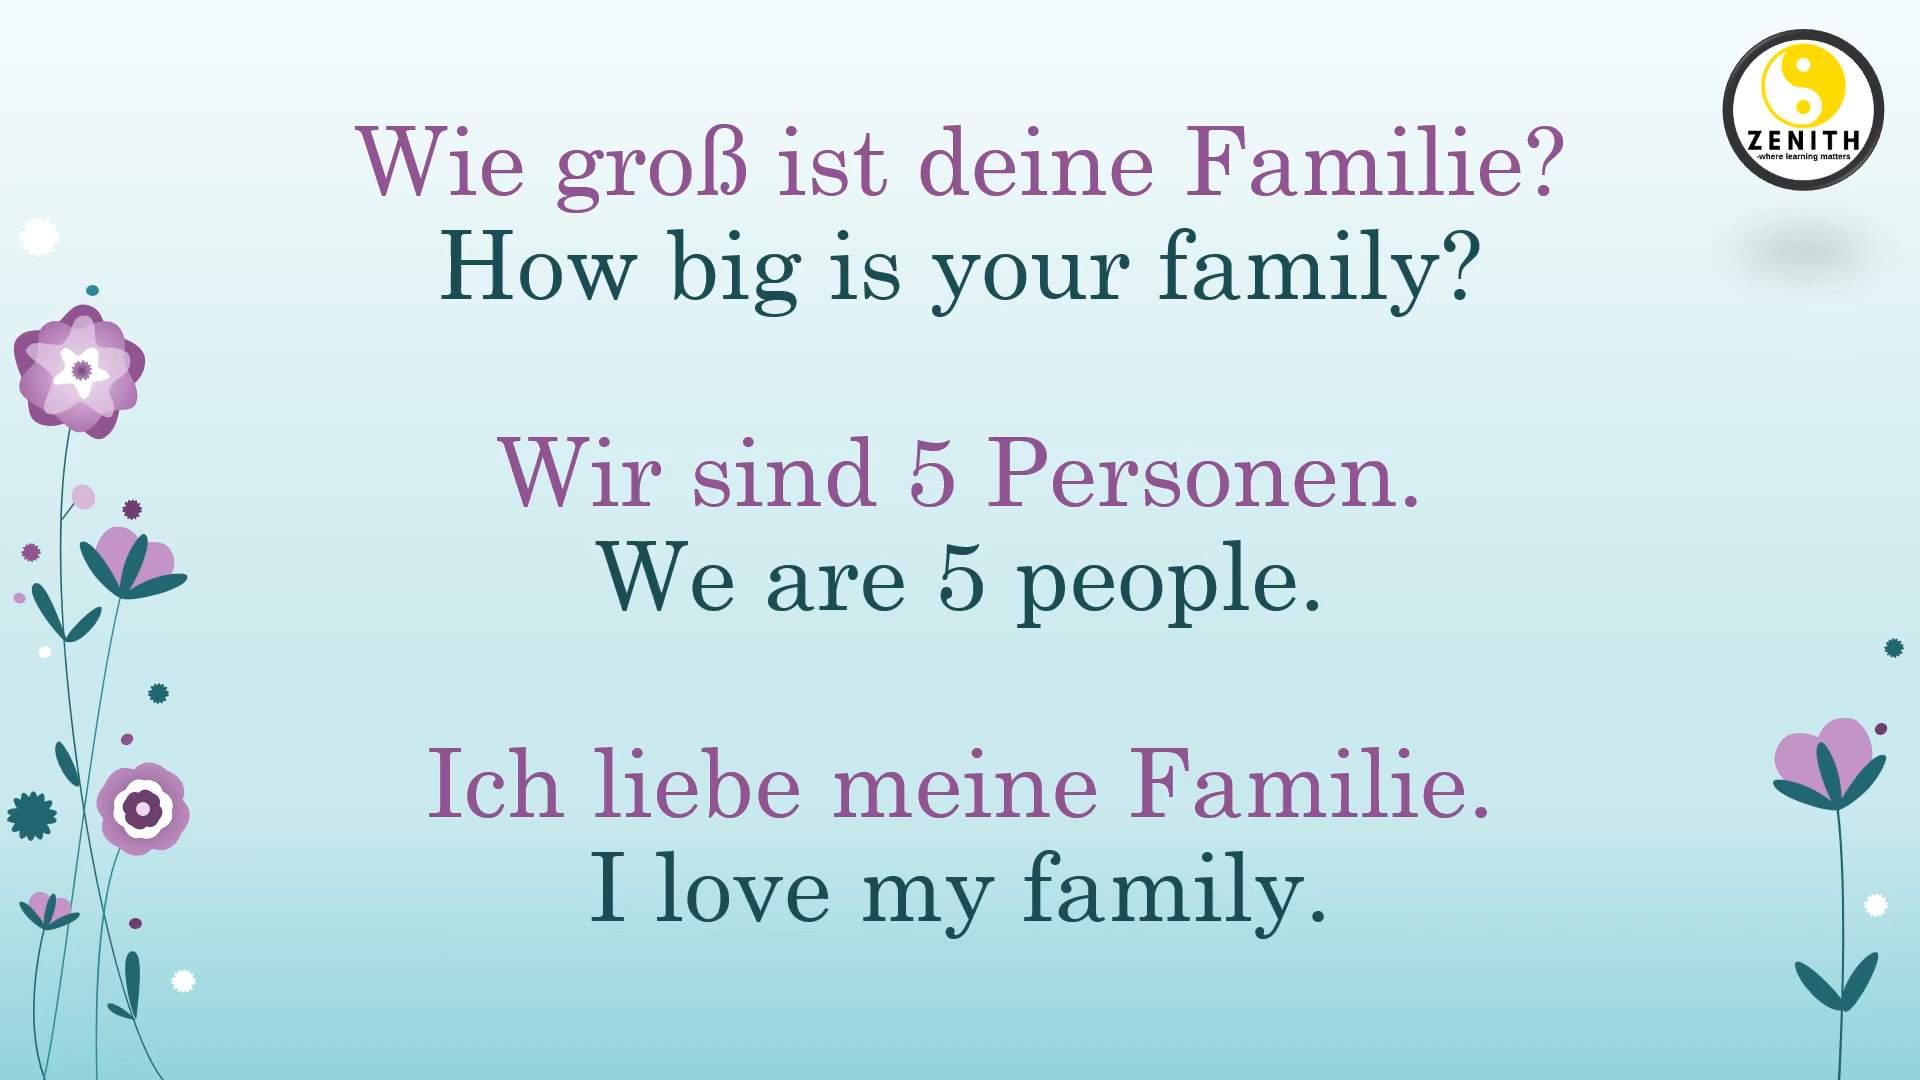 ZENITH
-where learning matters
Wie groß ist deine Familie?
How big is your family?
Wir sind 5 Personen.
We are 5 people.
Ich liebe meine Familie.
I love my family.